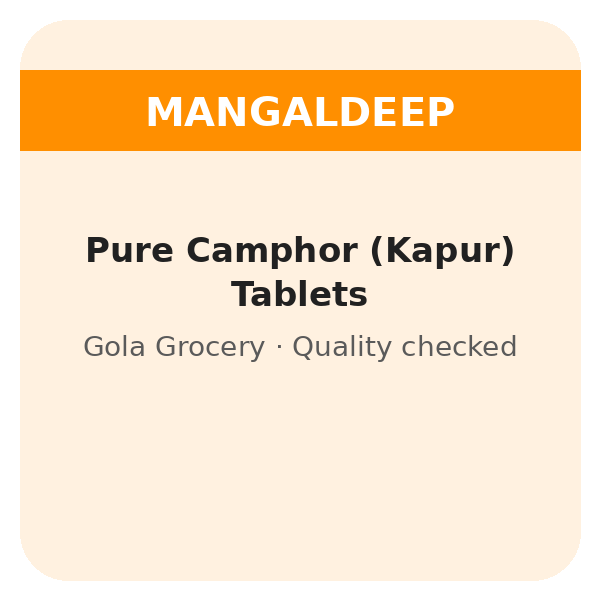 MANGALDEEP
Pure Camphor (Kapur)
Tablets
Gola Grocery · Quality checked